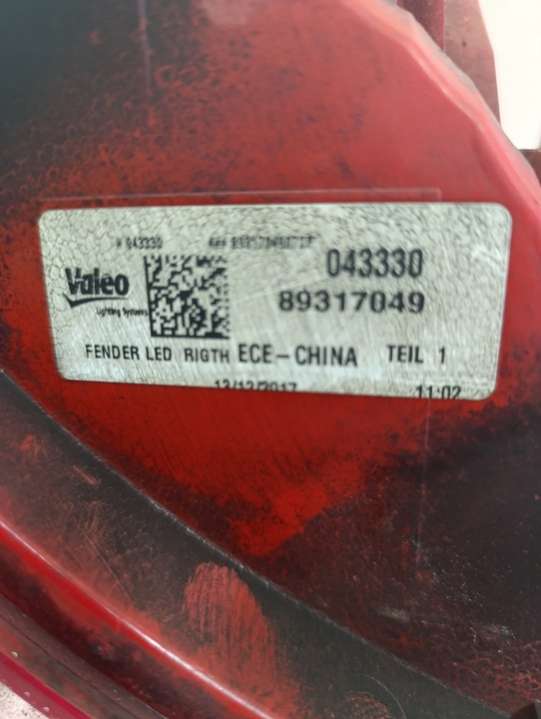 # 043330
043330
Valeo
Lighting Systems
89317049
FENDER LED RIGTH ECE-CHINA TEIL 1
13/12/2017 11:02